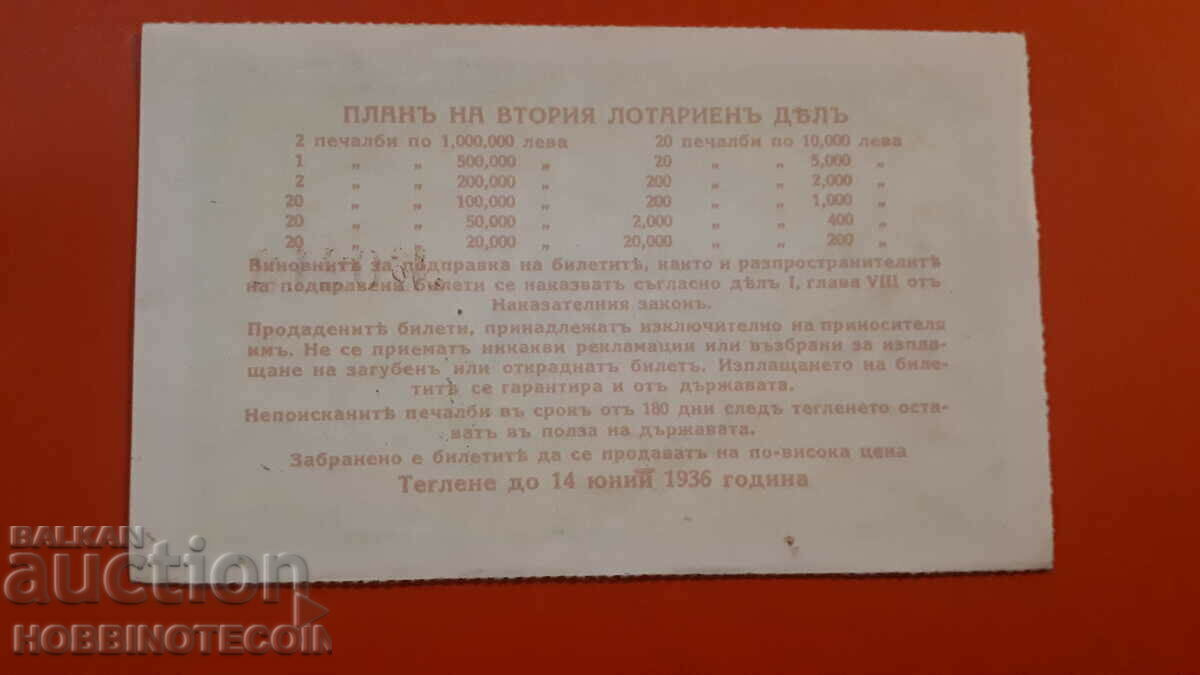 ПЛАНЪ НА ВТОРИЯ ЛОТАРИЕНЪ ДѢЛЪ
2 печалби по 1,000,000 лева 20 печалби по 10,000 лева
1 „ „ 500,000 „ 20 „ „ 5,000 „
2 „ „ 200,000 „ 200 „ „ 2,000 „
20 „ „ 100,000 „ 200 „ „ 1,000 „
20 „ „ 50,000 „ 2,000 „ „ 400 „
20 „ „ 20,000 „ 20,000 „ „ 200 „
Виновнитѣ за подправка на билетитѣ, както и разпространителитѣ
на подправени билети се наказватъ съгласно дѣлъ I, глава VIII отъ
Наказателния законъ.
Продаденитѣ билети, принадлежатъ изключително на приносителя
имъ. Не се приематъ никакви рекламации или възбрани за изпла-
щане на загубенъ или откраднатъ билетъ. Изплащането на биле-
титѣ се гарантира и отъ държавата.
Непоисканитѣ печалби въ срокъ отъ 180 дни следъ тегленето оста-
ватъ въ полза на държавата.
Забранено е билетитѣ да се продаватъ на по-висока цена
Теглене до 14 юний 1936 година
BALKAN
auction
HOBBINOTECOIN